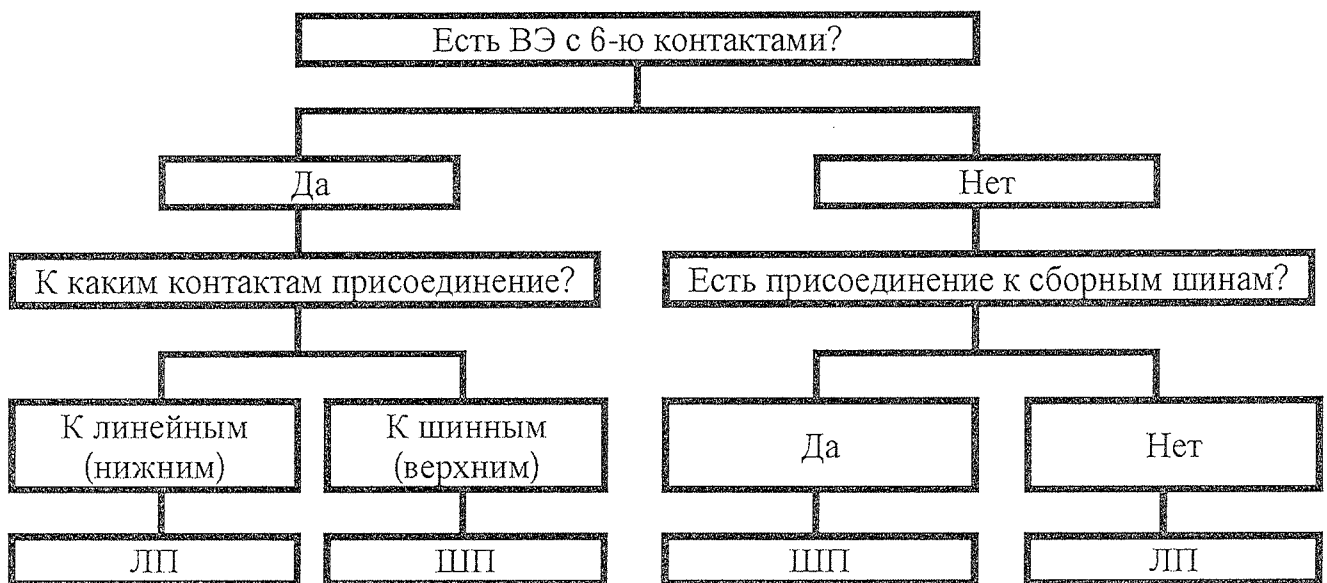 Есть ВЭ с 6-ю контактами?
Да
Нет
К каким контактам присоединение?
Есть присоединение к сборным шинам?
К линейным
(нижним)
К шинным
(верхним)
Да
Нет
ЛП
ШП
ШП
ЛП